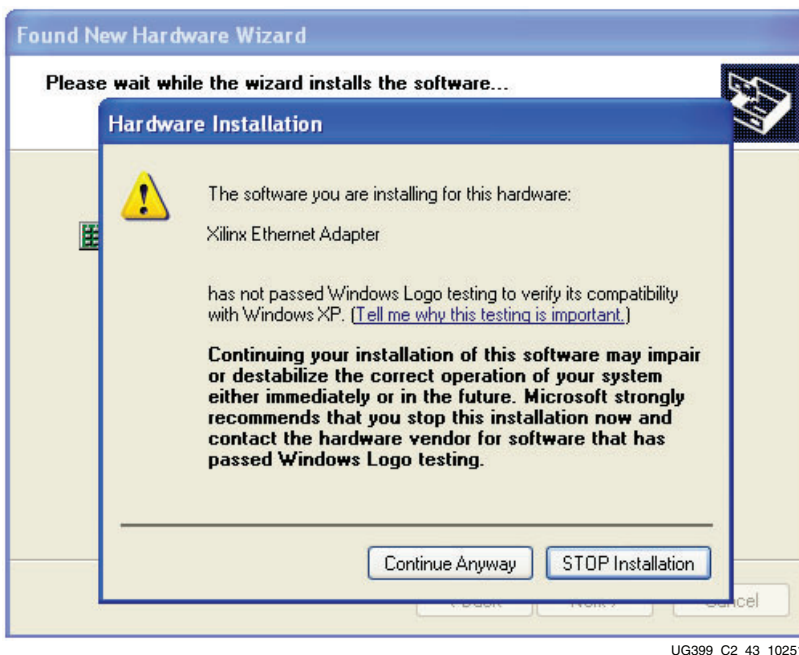 Found New Hardware Wizard
Please wait while the wizard installs the software...
Hardware Installation
The software you are installing for this hardware:
Xilinx Ethernet Adapter
has not passed Windows Logo testing to verify its compatibility
with Windows XP. (Tell me why this testing is important.)
Continuing your installation of this software may impair
or destabilize the correct operation of your system
either immediately or in the future. Microsoft strongly
recommends that you stop this installation now and
contact the hardware vendor for software that has
passed Windows Logo testing.
Continue Anyway STOP Installation
Cancel
UG399_C2_43_1025